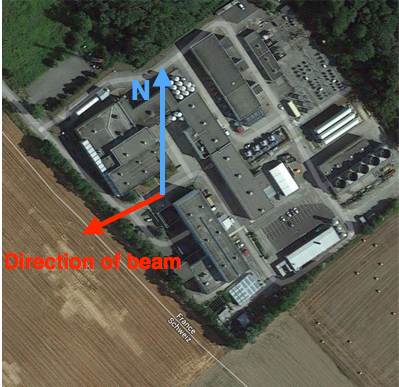 N
Direction of beam
France
Schweiz